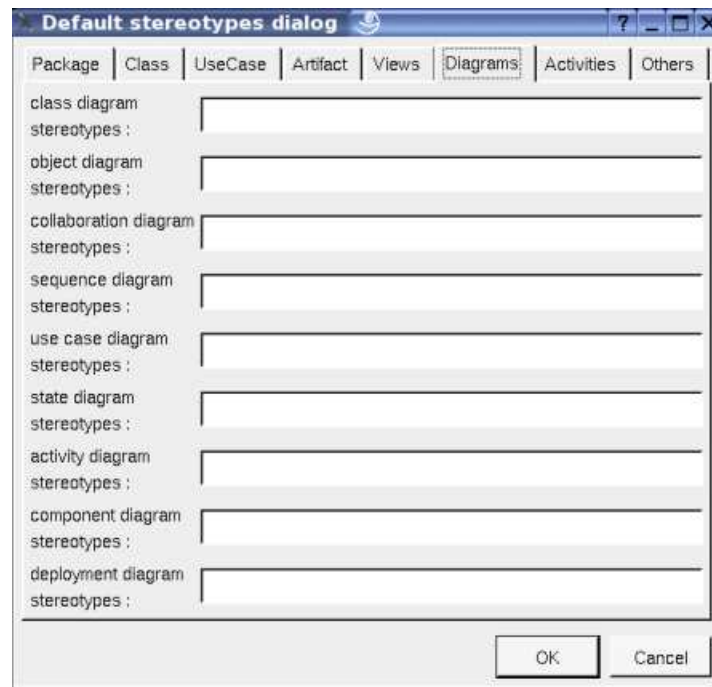 Default stereotypes dialog ? _ □ X
Package Class UseCase Artifact Views Diagrams Activities Others
class diagram
stereotypes :
object diagram
stereotypes :
collaboration diagram
stereotypes :
sequence diagram
stereotypes :
use case diagram
stereotypes :
state diagram
stereotypes :
activity diagram
stereotypes :
component diagram
stereotypes :
deployment diagram
stereotypes :
OK Cancel